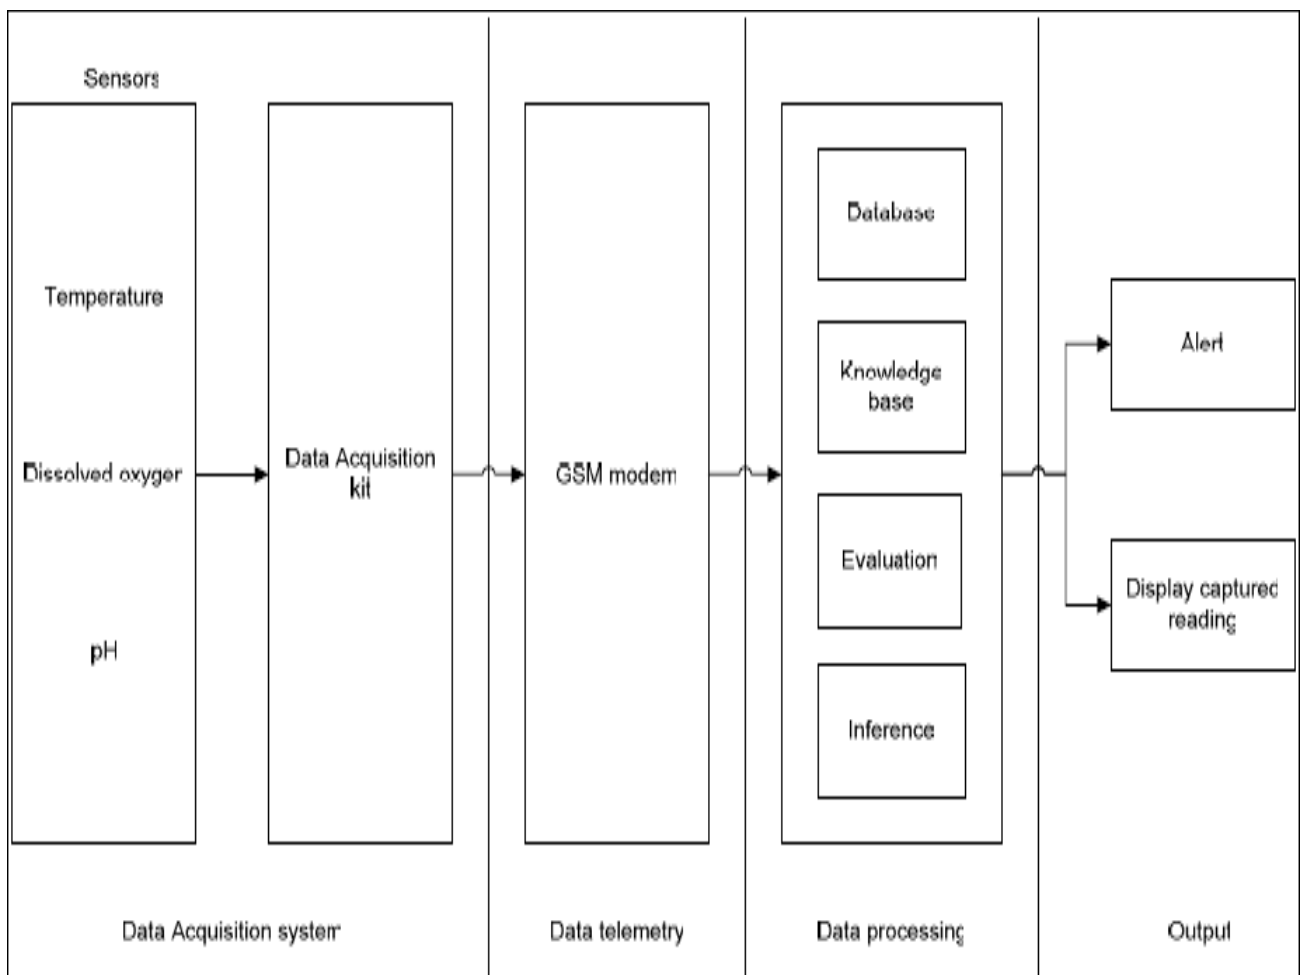 Sensors
Temperature
Dissolved oxygen
pH
Data Acquisition
kit
Data Acquisition system
GSM modem
Data telemetry
Database
Knowledge
base
Evaluation
Inference
Data processing
Alert
Display captured
reading
Output